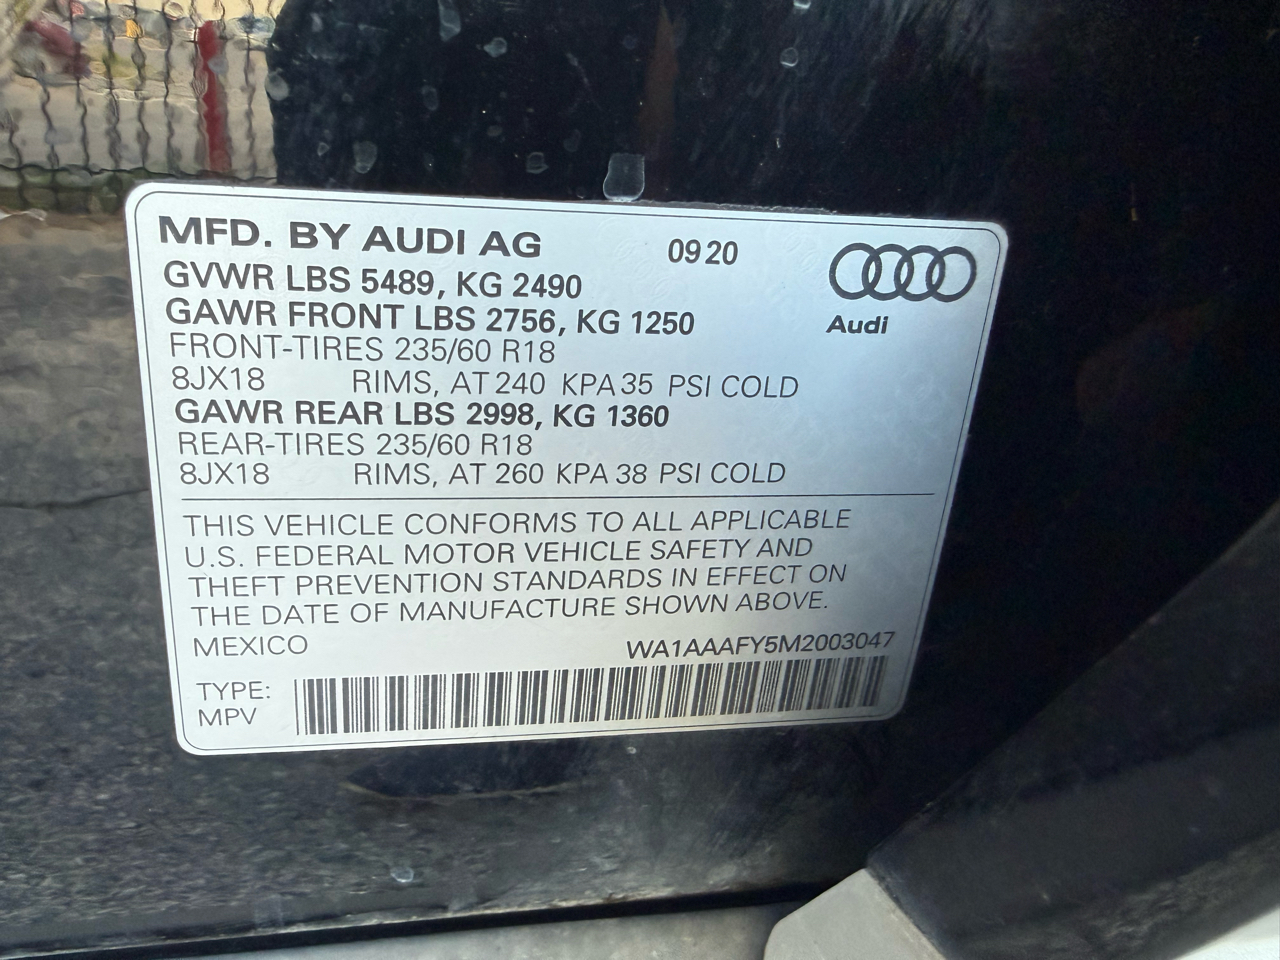 MFD. BY AUDI AG 09 20
GVWR LBS 5489, KG 2490
GAWR FRONT LBS 2756, KG 1250
Audi
FRONT-TIRES 235/60 R18
8JX18 RIMS, AT 240 KPA 35 PSI COLD
GAWR REAR LBS 2998, KG 1360
REAR-TIRES 235/60 R18
8JX18 RIMS, AT 260 KPA 38 PSI COLD
THIS VEHICLE CONFORMS TO ALL APPLICABLE
U.S. FEDERAL MOTOR VEHICLE SAFETY AND
THEFT PREVENTION STANDARDS IN EFFECT ON
THE DATE OF MANUFACTURE SHOWN ABOVE.
MEXICO WA1AAAFY5M2003047
TYPE:
MPV